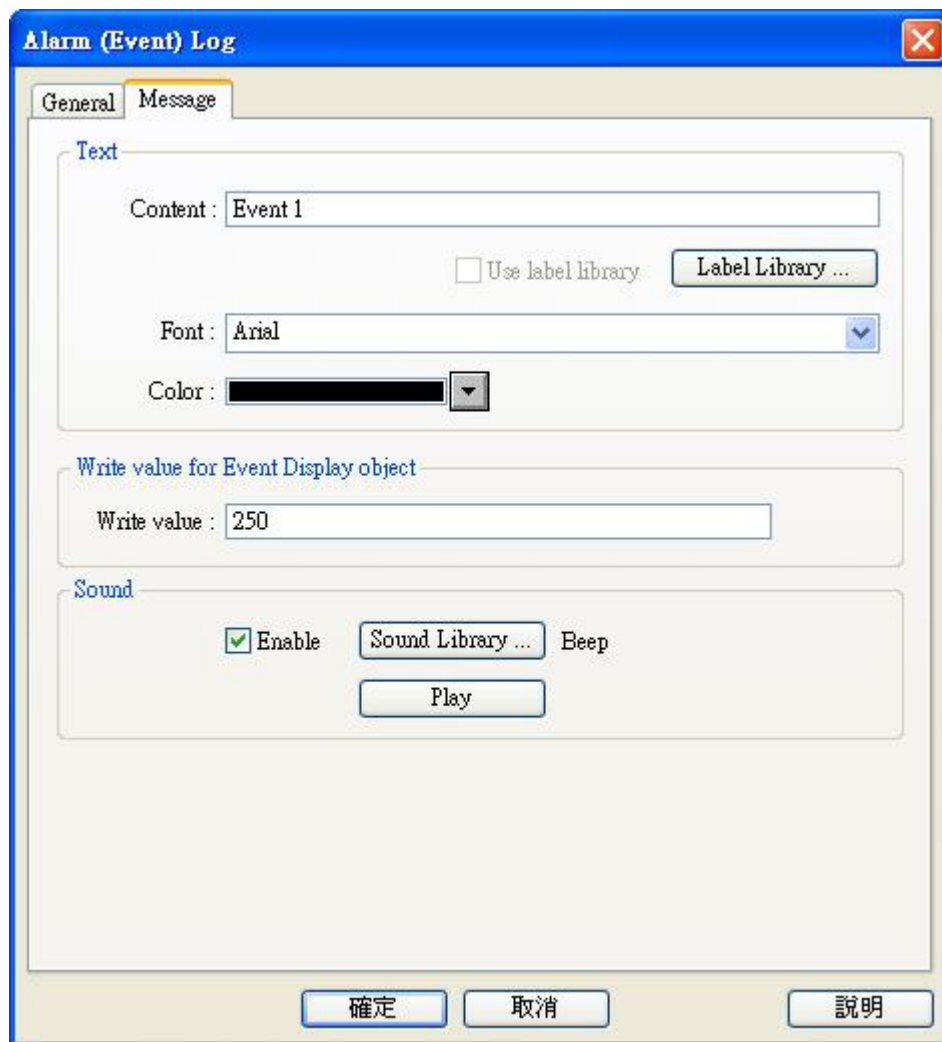 Alarm (Event) Log
General Message
Text
Content : Event 1
Use label library Label Library ...
Font : Arial
Color :
Write value for Event Display object
Write value : 250
Sound
Enable Sound Library ... Beep
Play
確定 取消 說明